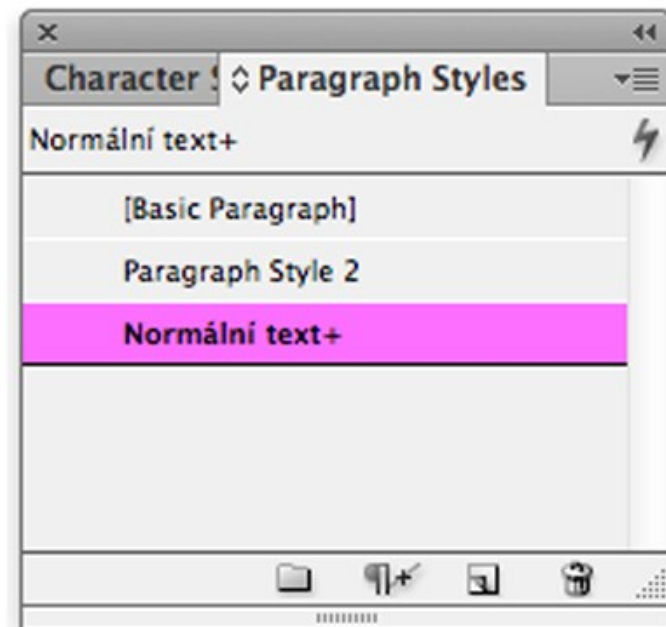 Character Paragraph Styles
Normální text+
[Basic Paragraph]
Paragraph Style 2
Normální text+